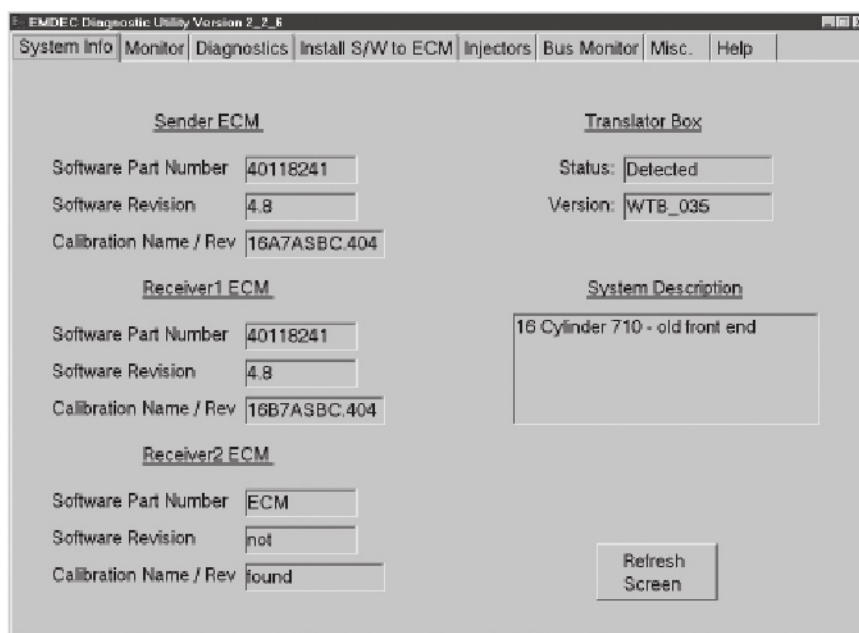 EMDEC Diagnostic Utility Version 2_2_6
System Info Monitor Diagnostics Install S/W to ECM Injectors Bus Monitor Misc. Help
Sender ECM
Software Part Number 40118241
Software Revision 4.8
Calibration Name / Rev 16A7ASBC.404
Receiver1 ECM
Software Part Number 40118241
Software Revision 4.8
Calibration Name / Rev 16B7ASBC.404
Receiver2 ECM
Software Part Number ECM
Software Revision not
Calibration Name / Rev found
Translator Box
Status: Detected
Version: WTB_035
System Description
16 Cylinder 710 - old front end
Refresh
Screen